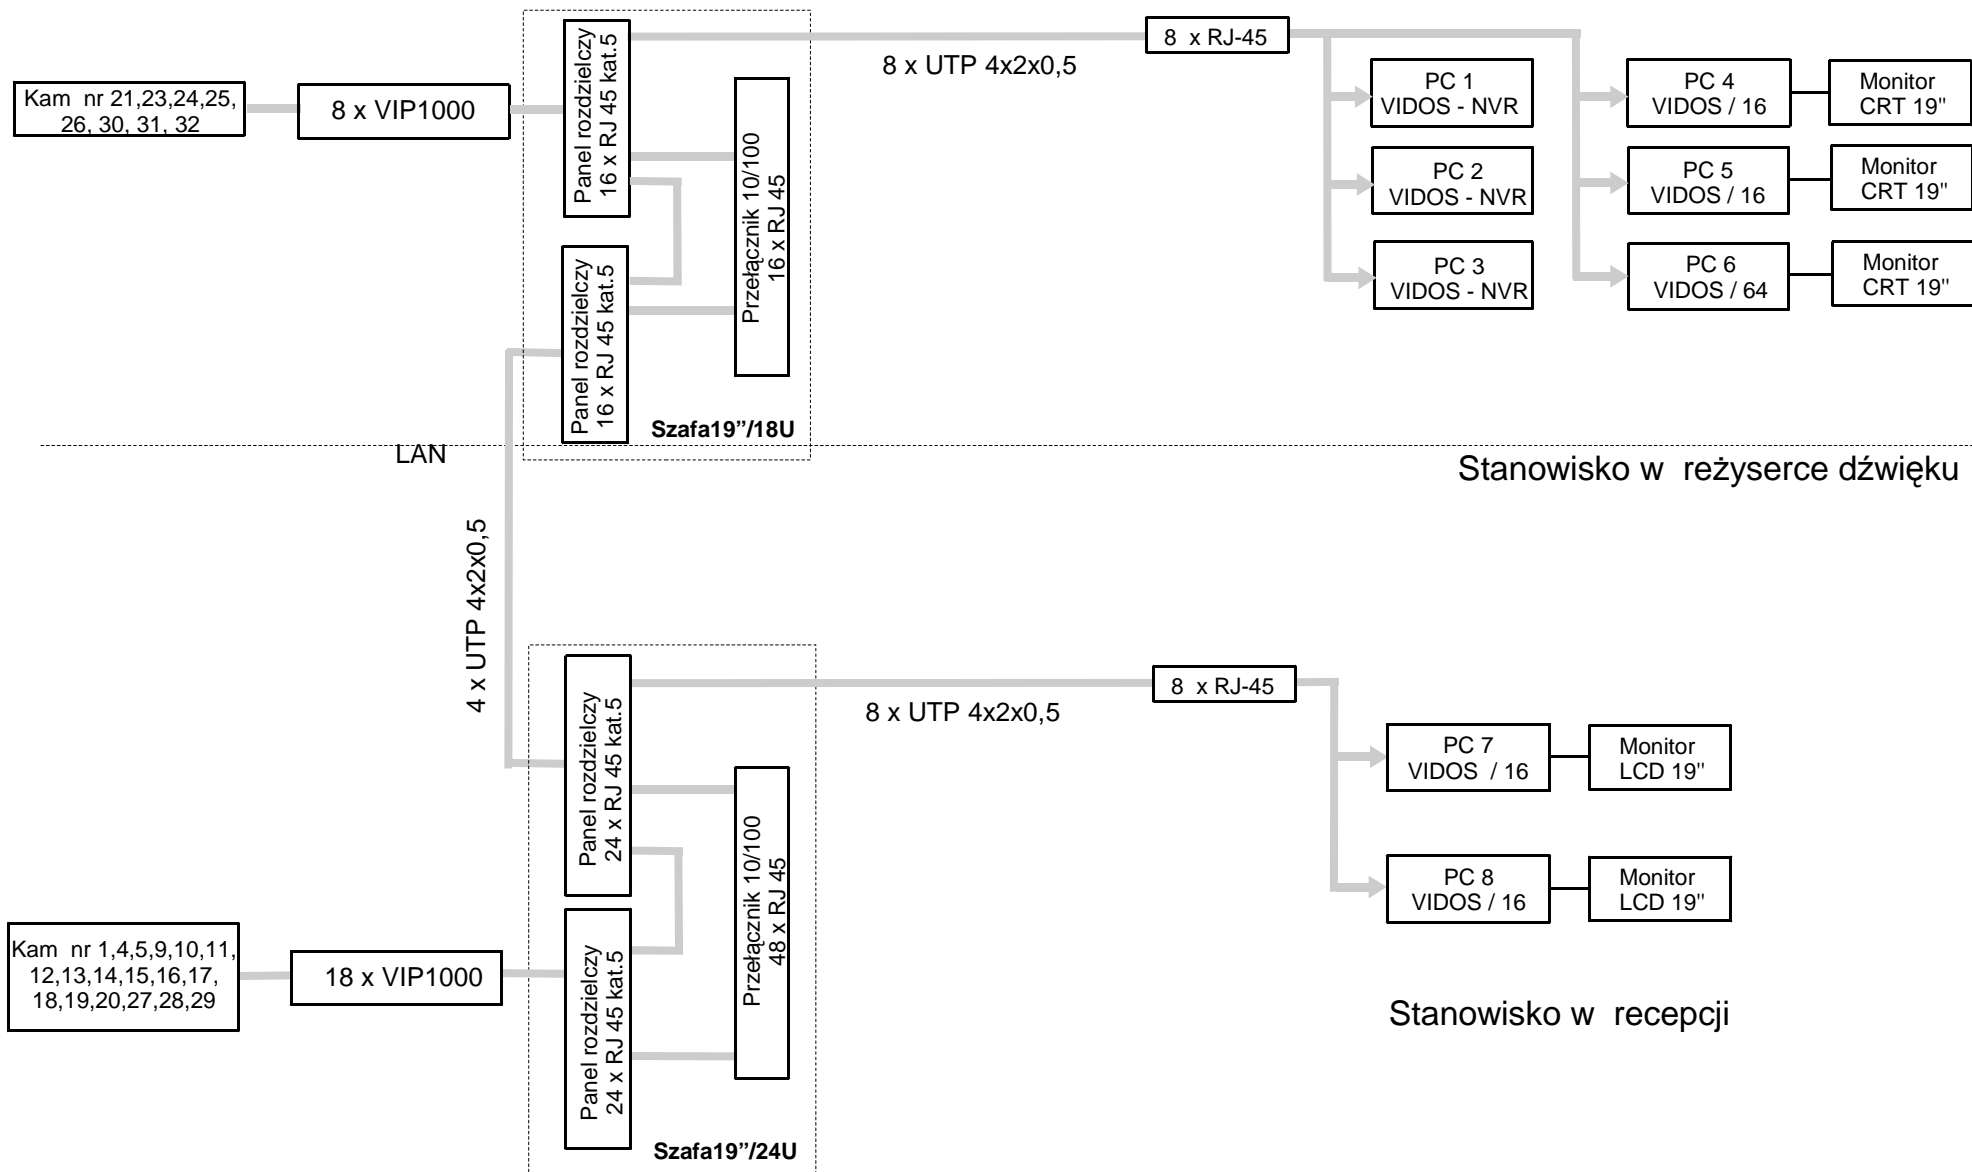 Kam nr 21,23,24,25,
26, 30, 31, 32
8 x VIP1000
Panel rozdzielczy
16 x RJ 45 kat.5
Przełącznik 10/100
16 x RJ 45
Panel rozdzielczy
16 x RJ 45 kat.5
Szafa19”/18U
8 x UTP 4x2x0,5
8 x RJ-45
PC 1
VIDOS - NVR
PC 2
VIDOS - NVR
PC 3
VIDOS - NVR
PC 4
VIDOS / 16
Monitor
CRT 19"
PC 5
VIDOS / 16
Monitor
CRT 19"
PC 6
VIDOS / 64
Monitor
CRT 19"
LAN
Stanowisko w reżyserce dźwięku
4 x UTP 4x2x0,5
Kam nr 1,4,5,9,10,11,
12,13,14,15,16,17,
18,19,20,27,28,29
18 x VIP1000
Panel rozdzielczy
24 x RJ 45 kat.5
Przełącznik 10/100
48 x RJ 45
Panel rozdzielczy
24 x RJ 45 kat.5
Szafa19”/24U
8 x UTP 4x2x0,5
8 x RJ-45
PC 7
VIDOS / 16
Monitor
LCD 19"
PC 8
VIDOS / 16
Monitor
LCD 19"
Stanowisko w recepcji